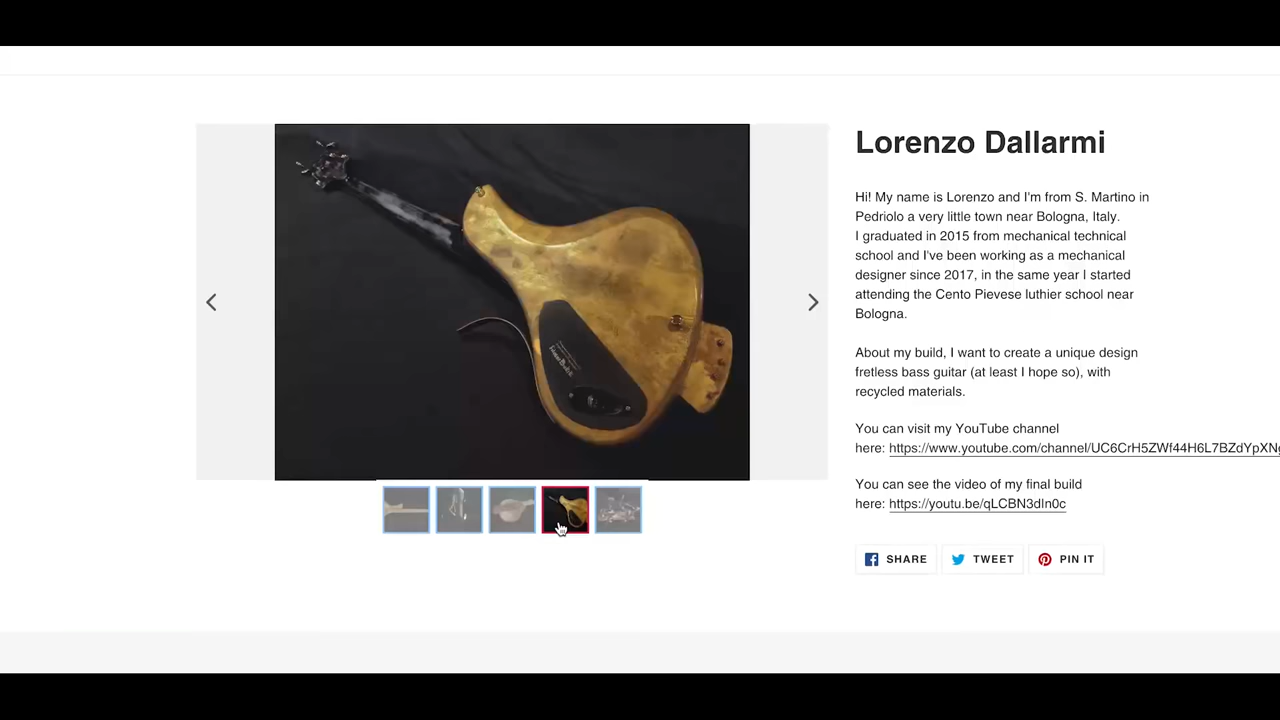 Lorenzo Dallarmi
Hi! My name is Lorenzo and I'm from S. Martino in
Pedriolo a very little town near Bologna, Italy.
I graduated in 2015 from mechanical technical
school and I've been working as a mechanical
designer since 2017, in the same year I started
attending the Cento Pievese luthier school near
Bologna.
About my build, I want to create a unique design
fretless bass guitar (at least I hope so), with
recycled materials.
You can visit my YouTube channel
here: https://www.youtube.com/channel/UC6CrH5ZWf44H6L7BZdYpXN
You can see the video of my final build
here: https://youtu.be/qLCBN3dIn0c
SHARE
TWEET
PIN IT